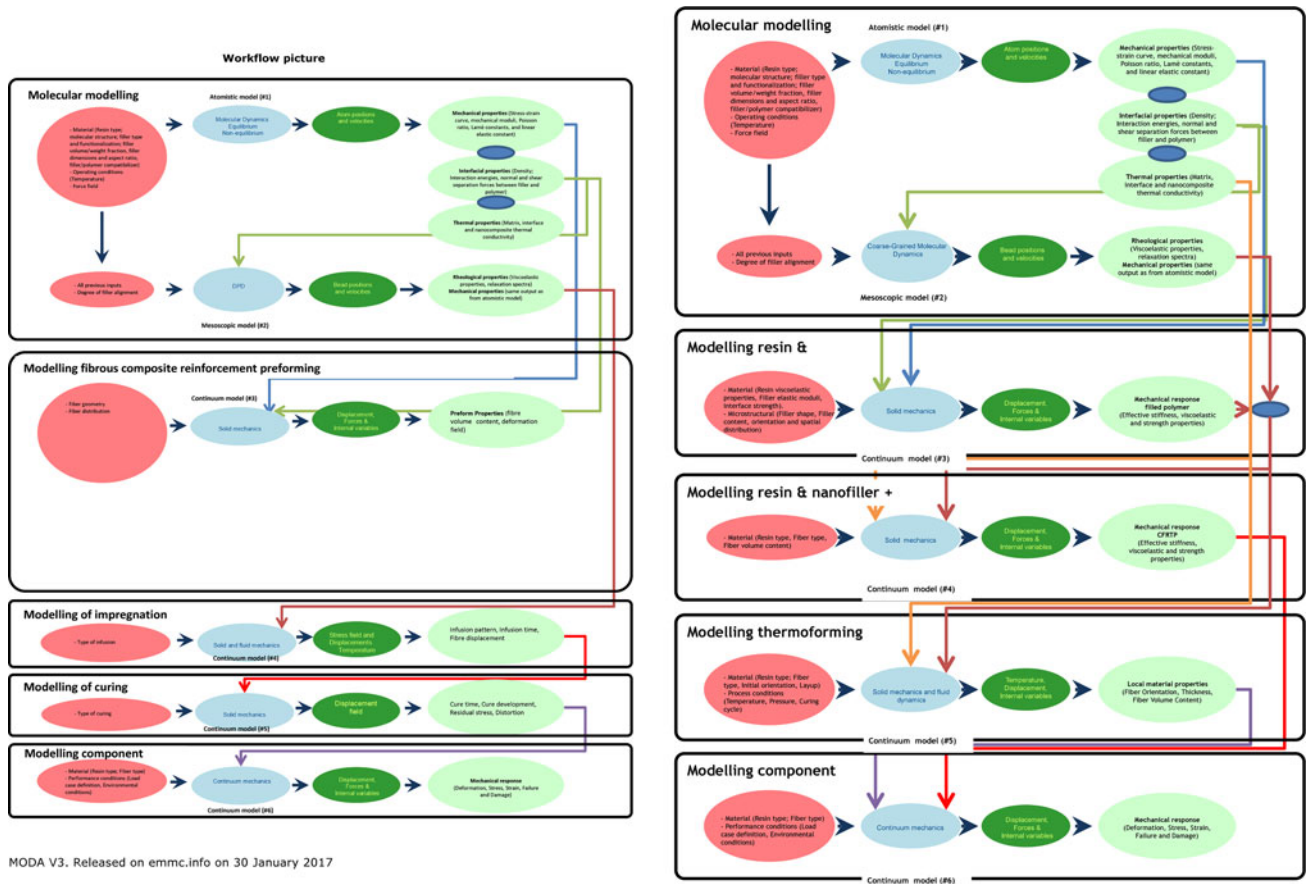 Workflow picture
Molecular modelling
Atomistic model (#1)
- Material (Resin type;
molecular structure; filler type
and functionalization; filler
volume/weight fraction, filler
dimensions and aspect ratio,
filler/polymer compatibilizer)
- Operating conditions
(Temperature)
- Force field
Molecular Dynamics
Equilibrium
Non-equilibrium
Atom positions
and velocities
Mechanical properties (Stress-strain
curve, mechanical moduli, Poisson
ratio, Lamé constants, and linear
elastic constant)
Interfacial properties (Density;
Interaction energies, normal and shear
separation forces between filler and
polymer)
Thermal properties (Matrix, interface
and nanocomposite thermal
conductivity)
- All previous inputs
- Degree of filler alignment
DPD
Bead positions
and velocities
Rheological properties (Viscoelastic
properties, relaxation spectra)
Mechanical properties (same output as
from atomistic model)
Mesoscopic model (#2)
Modelling fibrous composite reinforcement preforming
Continuum model (#3)
- Fiber geometry
- Fiber distribution
Solid mechanics
Displacement,
Forces &
Internal variables
Preform Properties (fibre
volume content, deformation
field)
Modelling of impregnation
- Type of infusion
Solid and fluid mechanics
Stress field and
Displacements
Temperature
Infusion pattern, Infusion time,
Fibre displacement
Continuum model (#4)
Modelling of curing
- Type of curing
Solid mechanics
Displacement
field
Cure time, Cure development,
Residual stress, Distortion
Continuum model (#5)
Modelling component
- Material (Resin type; Fiber type)
- Performance conditions (Load
case definition, Environmental
conditions)
Continuum mechanics
Displacement,
Forces &
Internal variables
Mechanical response
(Deformation, Stress, Strain, Failure
and Damage)
Continuum model (#6)
MODA V3. Released on emmc.info on 30 January 2017
Molecular modelling
Atomistic model (#1)
- Material (Resin type;
molecular structure; filler type
and functionalization; filler
volume/weight fraction, filler
dimensions and aspect ratio,
filler/polymer compatibilizer)
- Operating conditions
(Temperature)
- Force field
Molecular Dynamics
Equilibrium
Non-equilibrium
Atom positions
and velocities
Mechanical properties (Stress-
strain curve, mechanical moduli,
Poisson ratio, Lamé constants,
and linear elastic constant)
Interfacial properties (Density;
Interaction energies, normal and
shear separation forces between
filler and polymer)
Thermal properties (Matrix,
Interface and nanocomposite
thermal conductivity)
- All previous inputs
- Degree of filler alignment
Coarse-Grained Molecular
Dynamics
Bead positions
and velocities
Rheological properties
(Viscoelastic properties,
relaxation spectra)
Mechanical properties (same
output as from atomistic model)
Mesoscopic model (#2)
Modelling resin &
- Material (Resin viscoelastic
properties, Filler elastic moduli,
interface strength).
- Microstructural (Filler shape, Filler
content, orientation and spatial
distribution)
Solid mechanics
Displacement,
Forces &
Internal variables
Mechanical response
filled polymer
(Effective stiffness, viscoelastic
and strength properties)
Continuum model (#3)
Modelling resin & nanofiller +
- Material (Resin type, Fiber type,
Fiber volume content)
Solid mechanics
Displacement,
Forces &
Internal variables
Mechanical response
CFRTP
(Effective stiffness,
viscoelastic and strength
properties)
Continuum model (#4)
Modelling thermoforming
- Material (Resin type; Fiber
type, Initial orientation, Layup)
- Process conditions
(Temperature, Pressure, Curing
cycle)
Solid mechanics and fluid
dynamics
Temperature,
Displacement,
Internal variables
Local material properties
(Fiber Orientation, Thickness,
Fiber Volume Content)
Continuum model (#5)
Modelling component
- Material (Resin type; Fiber type)
- Performance conditions (Load
case definition, Environmental
conditions)
Continuum mechanics
Displacement,
Forces &
Internal variables
Mechanical response
(Deformation, Stress, Strain,
Failure and Damage)
Continuum model (#6)